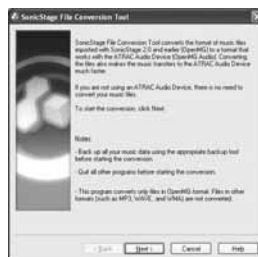 SonicStage File Conversion Tool
SonicStage File Conversion Tool converts the format of music files
imported with SonicStage 2.0 and earlier (OpenMG) to a format that
works with the ATRAC Audio Device (OpenMG Audio). Converting
the files also makes the music transfers to the ATRAC Audio Device
much faster.
If you are not using an ATRAC Audio Device, there is no need to
convert your music files.
To start the conversion, click Next.
Notes:
- Back up all your music data using the appropriate backup tool
before starting the conversion.
- Quit all other programs before starting the conversion.
- This program converts only files in OpenMG format. Files in other
formats (such as MP3, WAVE, and WMA) are not converted.
< Back
Next >
Cancel
Help